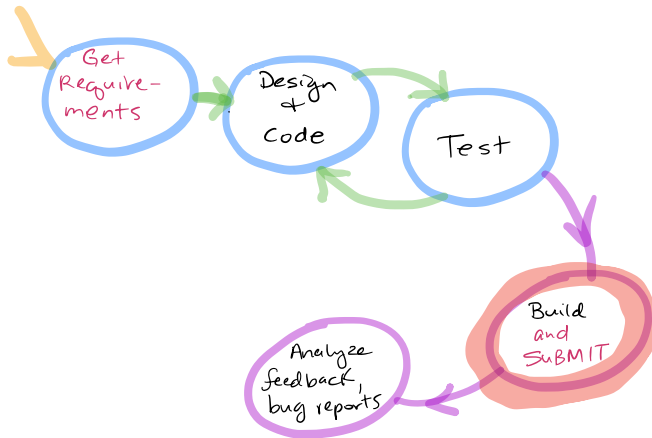 Get
Require-
ments
Design
+
Code
Test
Build
and
SUBMIT
Analyze
feedback,
bug reports